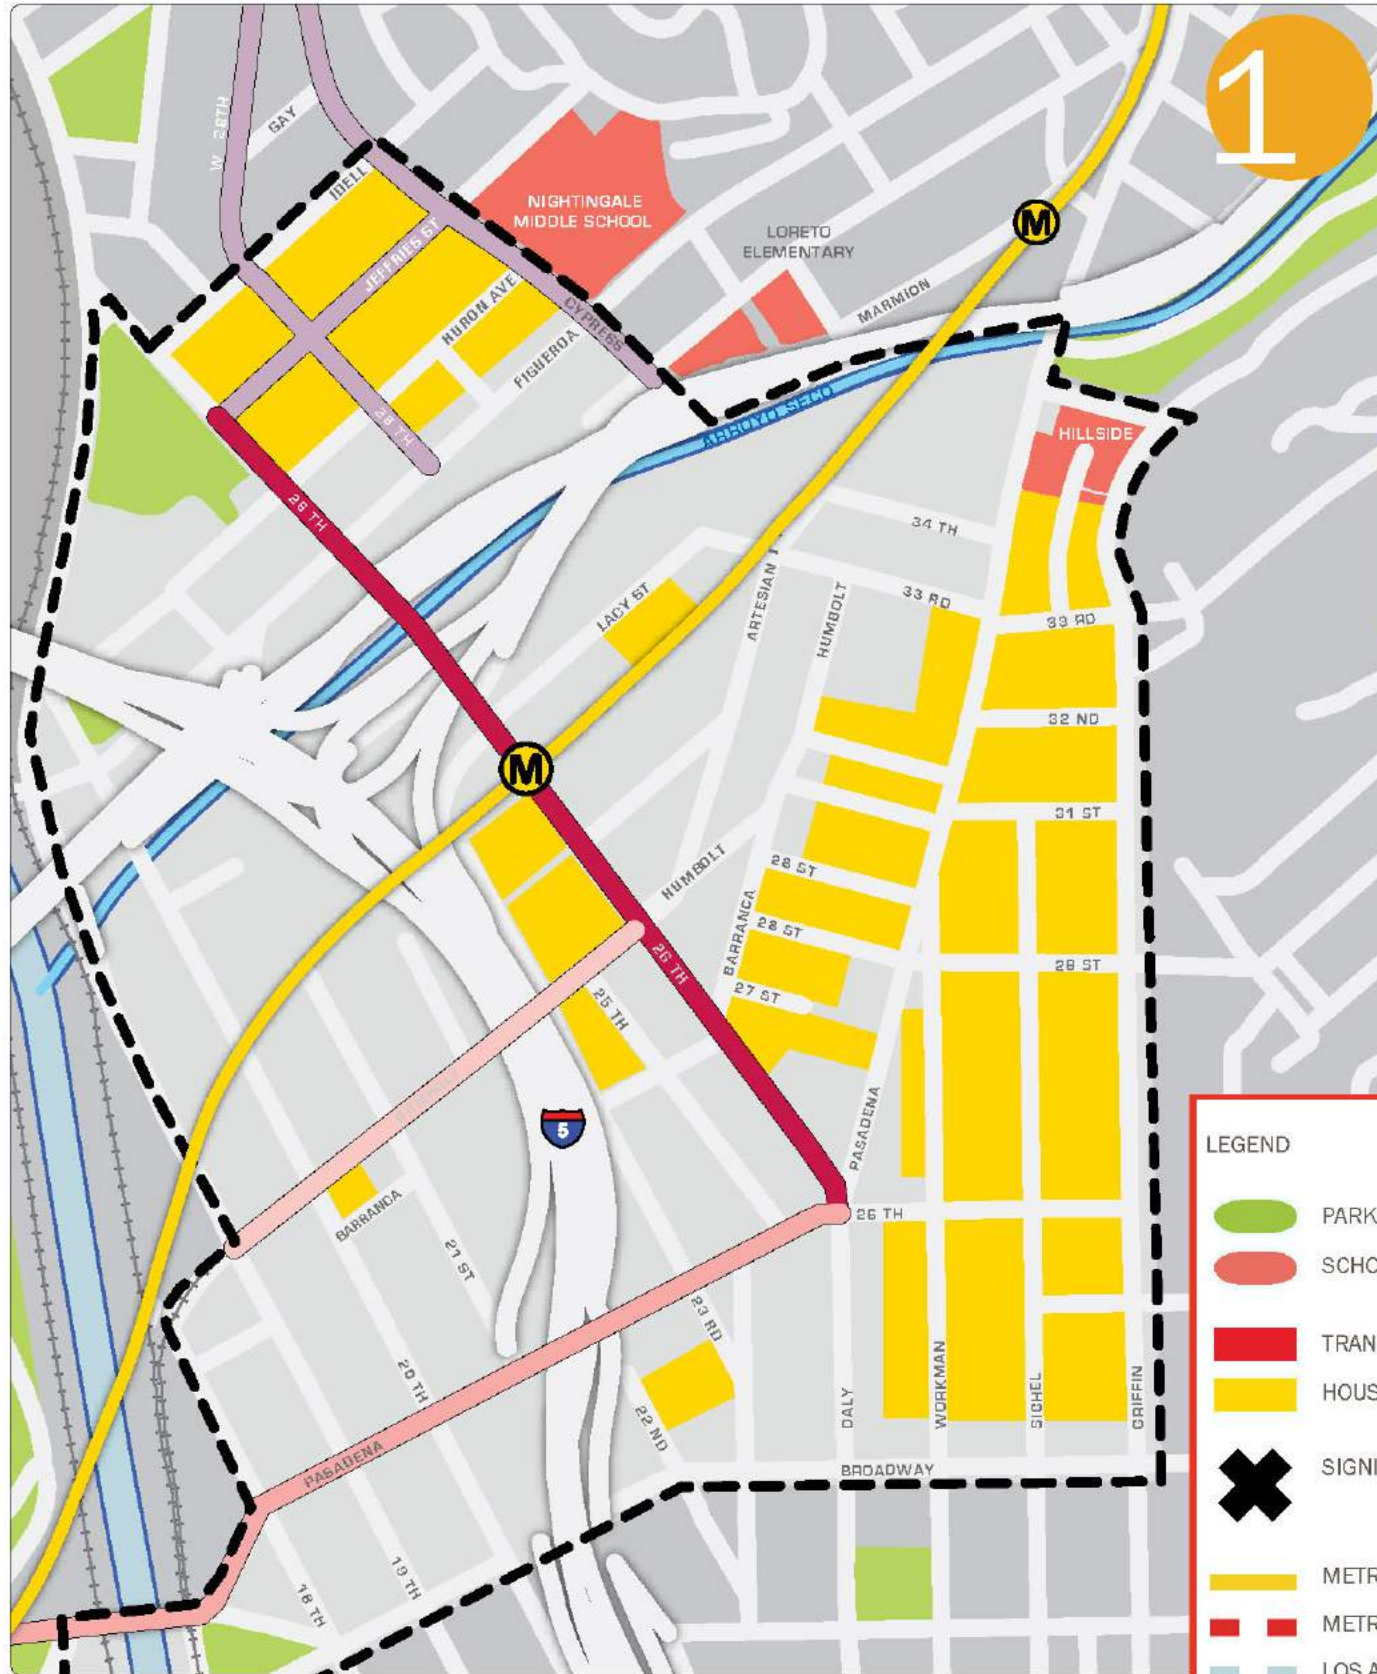 1
W 28TH
GAY
IDELL
NIGHTINGALE
MIDDLE SCHOOL
LORETO
ELEMENTARY
M
JEFFRIES ST
HURON AVE
CYPRESS
FIGUEROA
MARMION
28 TH
ARROYO SECO
HILLSIDE
26 TH
34 TH
LACY ST
ARTESIAN
HUMBOLT
33 RD
33 RD
32 ND
M
31 ST
HUMBOLT
28 ST
BARRANCA
28 ST
26 TH
28 ST
27 ST
25 TH
5
PASADENA
LEGEND
BARRANDA
26 TH
PARK
SCHO
21 ST
23 RD
TRAN
20 TH
DALY
WORKMAN
SICHEL
GRIFFIN
HOUS
22 ND
PASADENA
BROADWAY
SIGNI
18 TH
19 TH
METR
METR
LOS A